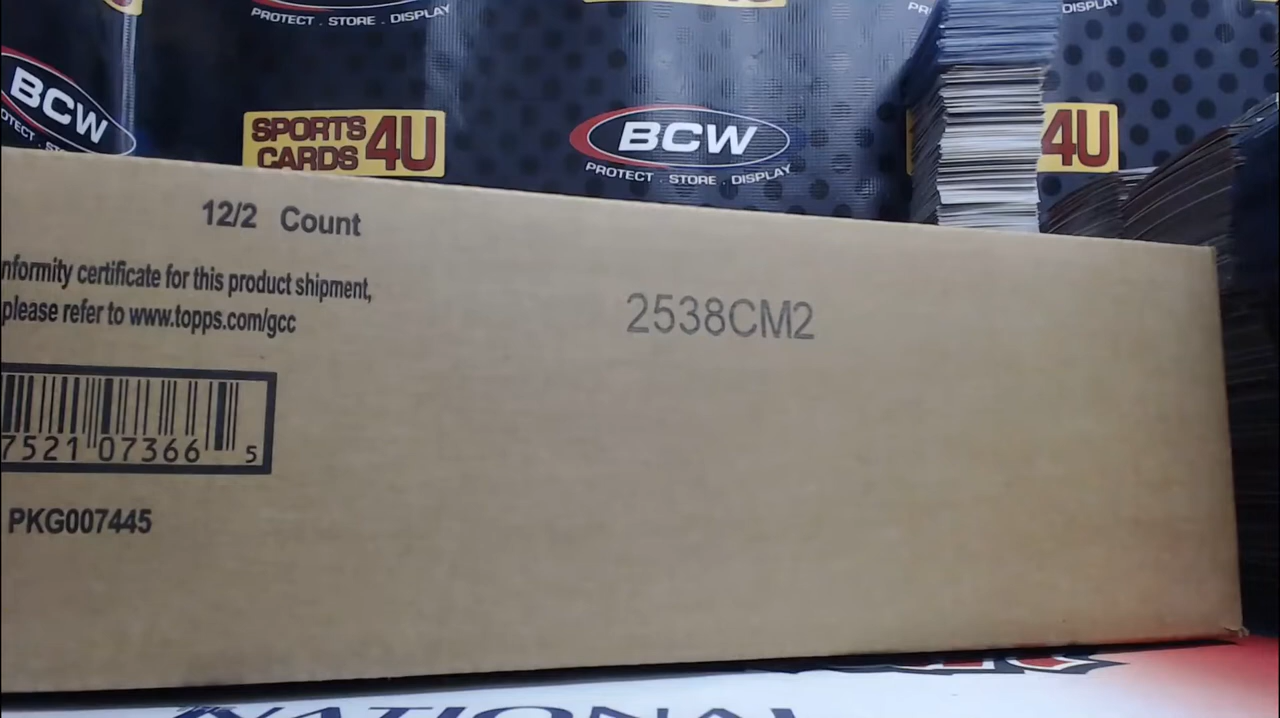 PROTECT . STORE . DISPLAY
DISPLAY
BCW
SPORTS
CARDS 4U
BCW
PROTECT . STORE . DISPLAY
4U
12/2 Count
nformity certificate for this product shipment,
please refer to www.topps.com/gcc
2538CM2
7521 07366 5
PKG007445
NATIONAL